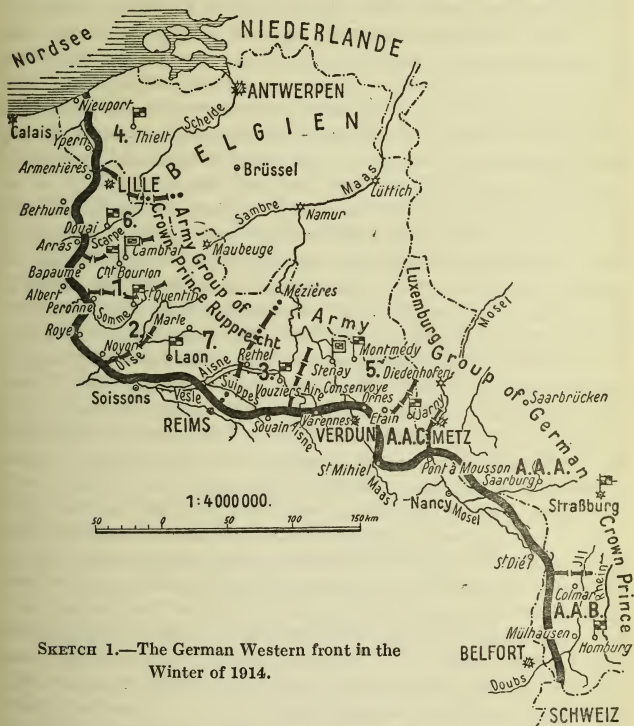 Nordsee
NIEDERLANDE
ANTWERPEN
Nieuport
Calais
4.
Thielt
Schelde
BELGIEN
Ypern
Brüssel
Armentières
LILLE
Maas
Lüttich
Bethune
Sambre
Namur
Douai
6.
Scarpe
Maubeuge
Arras
Cambrai
Bapaume
Cht Bourlon
Albert
1.
Peronne
St Quentin
Somme
Army Group of
Crown Prince Rupprecht
Mézières
Luxemburg
Mosel
Roye
2.
Marle
7.
Noyon
Oise
Laon
Aisne
Rethel
Army Group of German Crown Prince
3.
Stenay
Montmédy
5.
Diedenhofen
Saarbrücken
Soissons
Vesle
Suippes
Vouziers
Aire
Consenvoye
Ornes
Etain
Jarny
REIMS
Souain
Aisne
Varennes
VERDUN
A.A.C.
METZ
St Mihiel
Maas
Pont à Mousson
A.A.A.
Saarburg
Nancy
Mosel
Straßburg
1:4000000.
50 0 50 100 150 km
St Dié
Ill
Rhein
Colmar
A.A.B.
Mülhausen
Homburg
BELFORT
Doubs
SCHWEIZ
SKETCH 1.—The German Western front in the
Winter of 1914.